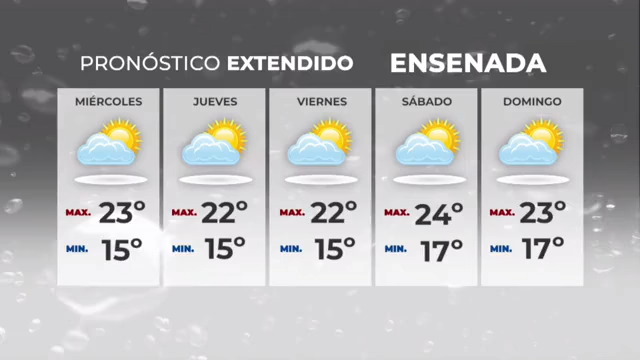 PRONÓSTICO EXTENDIDO ENSENADA
MIÉRCOLES
MAX. 23°
MIN. 15°
JUEVES
MAX. 22°
MIN. 15°
VIERNES
MAX. 22°
MIN. 15°
SÁBADO
MAX. 24°
MIN. 17°
DOMINGO
MAX. 23°
MIN. 17°